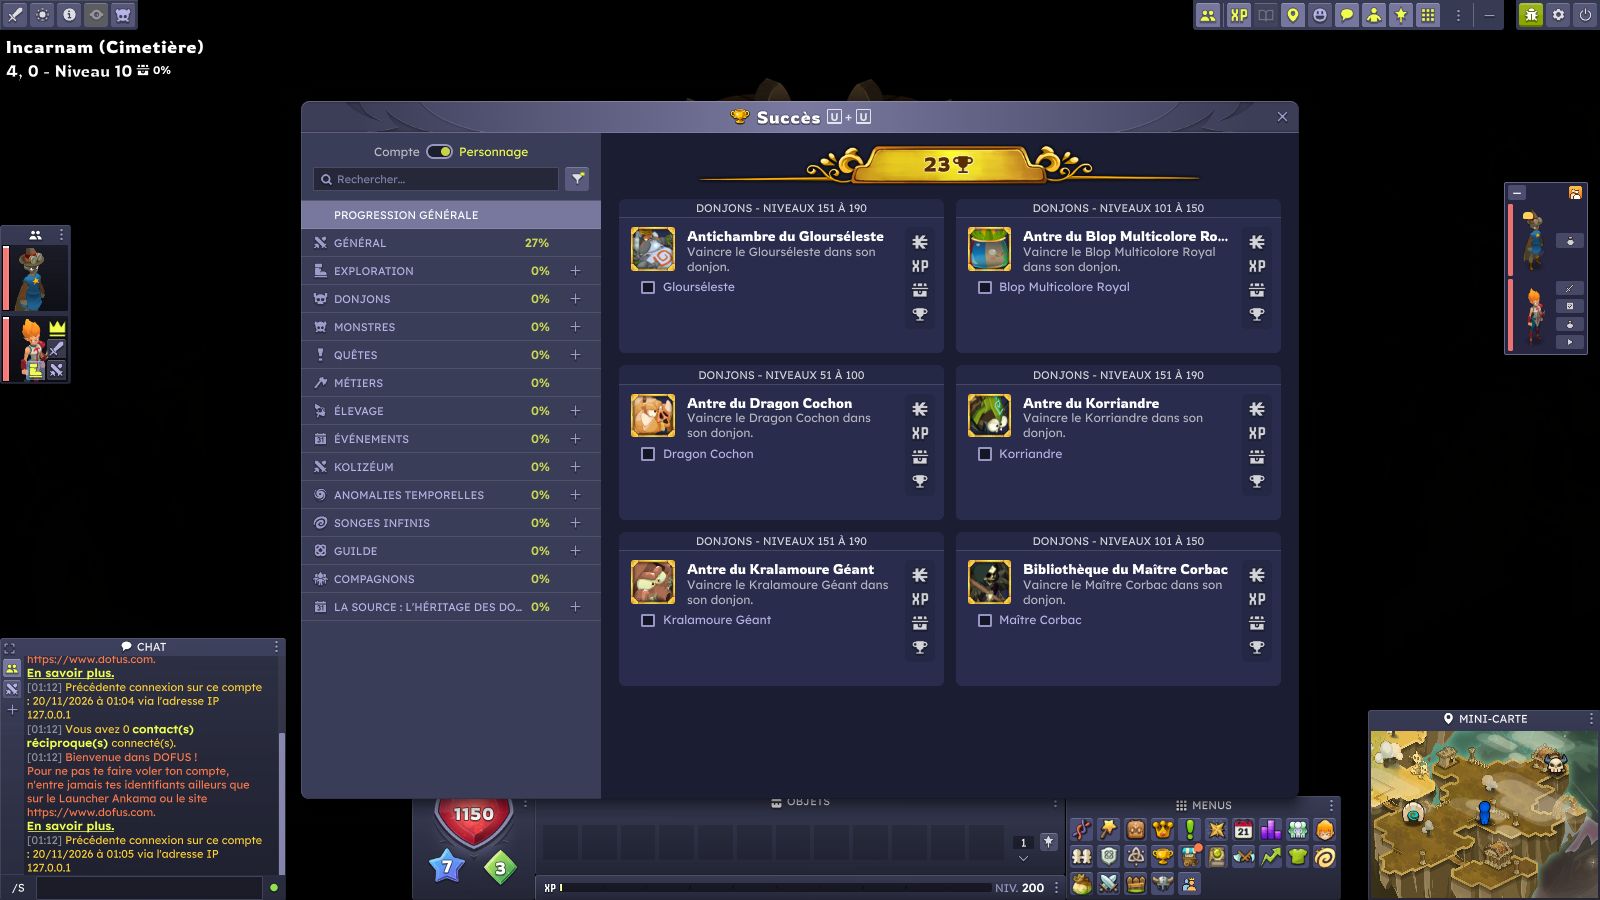 XP
Incarnam (Cimetière)
4, 0 - Niveau 10 0%
Succès U + U
Compte Personnage
Rechercher...
PROGRESSION GÉNÉRALE
GÉNÉRAL 27%
EXPLORATION 0% +
DONJONS 0% +
MONSTRES 0% +
QUÊTES 0% +
MÉTIERS 0%
ÉLEVAGE 0% +
ÉVÉNEMENTS 0% +
KOLIZÉUM 0% +
ANOMALIES TEMPORELLES 0% +
SONGES INFINIS 0% +
GUILDE 0% +
COMPAGNONS 0%
LA SOURCE : L'HÉRITAGE DES DO... 0% +
23
DONJONS - NIVEAUX 151 À 190
Antichambre du Glourséleste
Vaincre le Glourséleste dans son
donjon.
XP
Glourséleste
DONJONS - NIVEAUX 101 À 150
Antre du Blop Multicolore Ro...
Vaincre le Blop Multicolore Royal
dans son donjon.
XP
Blop Multicolore Royal
DONJONS - NIVEAUX 51 À 100
Antre du Dragon Cochon
Vaincre le Dragon Cochon dans
son donjon.
XP
Dragon Cochon
DONJONS - NIVEAUX 151 À 190
Antre du Korriandre
Vaincre le Korriandre dans son
donjon.
XP
Korriandre
DONJONS - NIVEAUX 151 À 190
Antre du Kralamoure Géant
Vaincre le Kralamoure Géant dans
son donjon.
XP
Kralamoure Géant
DONJONS - NIVEAUX 101 À 150
Bibliothèque du Maître Corbac
Vaincre le Maître Corbac dans son
donjon.
XP
Maître Corbac
CHAT
https://www.dofus.com.
En savoir plus.
[01:12] Précédente connexion sur ce compte
: 20/11/2026 à 01:04 via l'adresse IP
127.0.0.1
[01:12] Vous avez 0 contact(s)
réciproque(s) connecté(s).
[01:12] Bienvenue dans DOFUS !
Pour ne pas te faire voler ton compte,
n'entre jamais tes identifiants ailleurs que
sur le Launcher Ankama ou le site
https://www.dofus.com.
En savoir plus.
[01:12] Précédente connexion sur ce compte
: 20/11/2026 à 01:05 via l'adresse IP
127.0.0.1
/S
1150
7
3
OBJETS
1
XP
NIV. 200
MENUS
21
MINI-CARTE